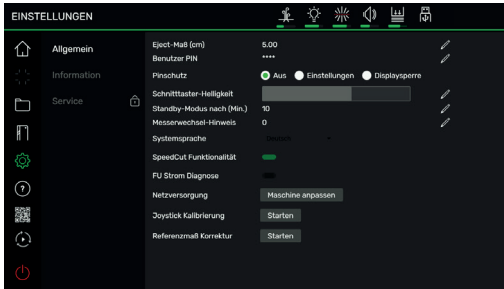 EINSTELLUNGEN
Allgemein
Information
Service
Eject-Maß (cm) 5.00
Benutzer PIN ****
Pinschutz Aus Einstellungen Displaysperre
Schnitttaster-Helligkeit
Standby-Modus nach (Min.) 10
Messerwechsel-Hinweis 0
Systemsprache Deutsch
SpeedCut Funktionalität
FU Strom Diagnose
Netzversorgung Maschine anpassen
Joystick Kalibrierung Starten
Referenzmaß Korrektur Starten